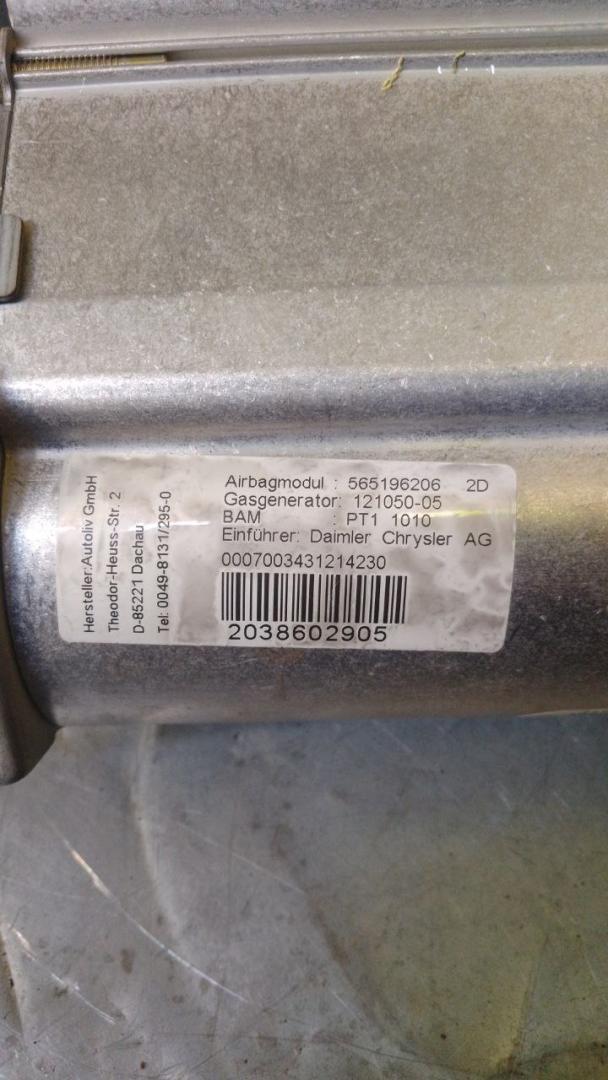 Hersteller:Autoliv GmbH
Theodor-Heuss-Str. 2
D-85221 Dachau
Tel: 0049-8131/295-0
Airbagmodul : 565196206 2D
Gasgenerator: 121050-05
BAM : PT1 1010
Einführer: Daimler Chrysler AG
0007003431214230
2038602905